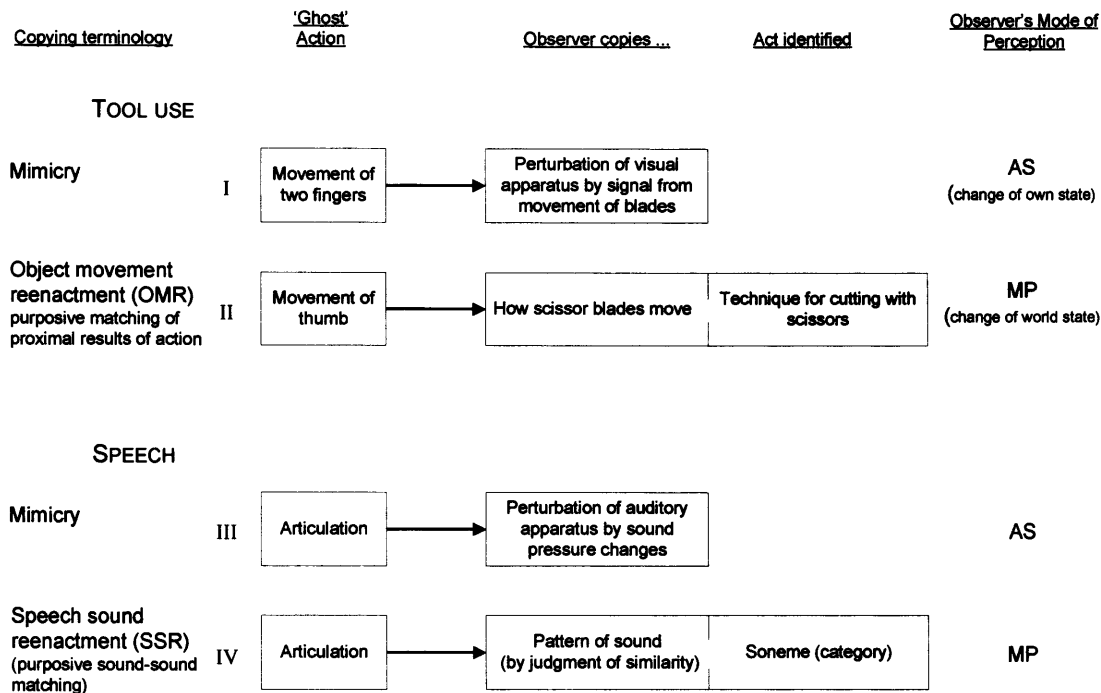 Copying terminology
'Ghost'
Action
Observer copies ...
Act identified
Observer's Mode of
Perception
TOOL USE
Mimicry
I
Movement of
two fingers
Perturbation of visual
apparatus by signal from
movement of blades
AS
(change of own state)
Object movement
reenactment (OMR)
purposive matching of
proximal results of action
II
Movement of
thumb
How scissor blades move
Technique for cutting with
scissors
MP
(change of world state)
SPEECH
Mimicry
III
Articulation
Perturbation of auditory
apparatus by sound
pressure changes
AS
Speech sound
reenactment (SSR)
(purposive sound-sound
matching)
IV
Articulation
Pattern of sound
(by judgment of similarity)
Soneme (category)
MP